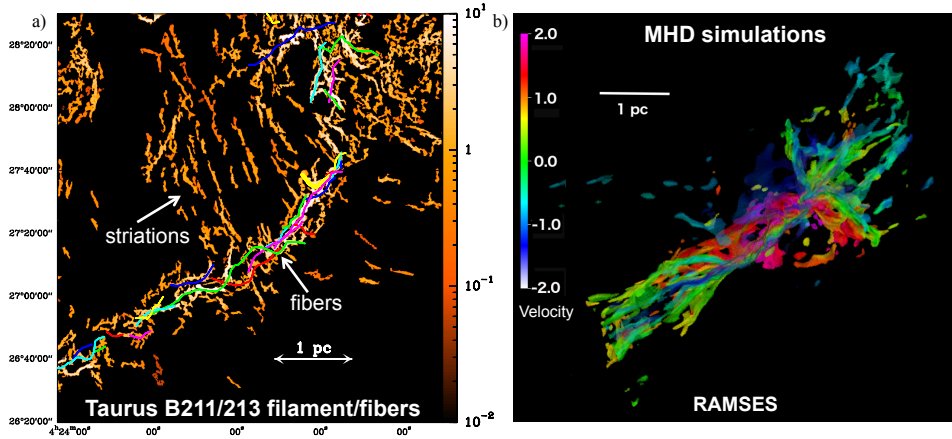 a)
28°20'00"
28°00'00"
27°40'00"
27°20'00"
27°00'00"
26°40'00"
26°20'00"
4ʰ24ᵐ00ˢ
00ˢ
00ˢ
00ˢ
00ˢ
striations
fibers
1 pc
Taurus B211/213 filament/fibers
10¹
1
10⁻¹
10⁻²
b)
MHD simulations
2.0
1.0
0.0
-1.0
-2.0
Velocity
1 pc
RAMSES